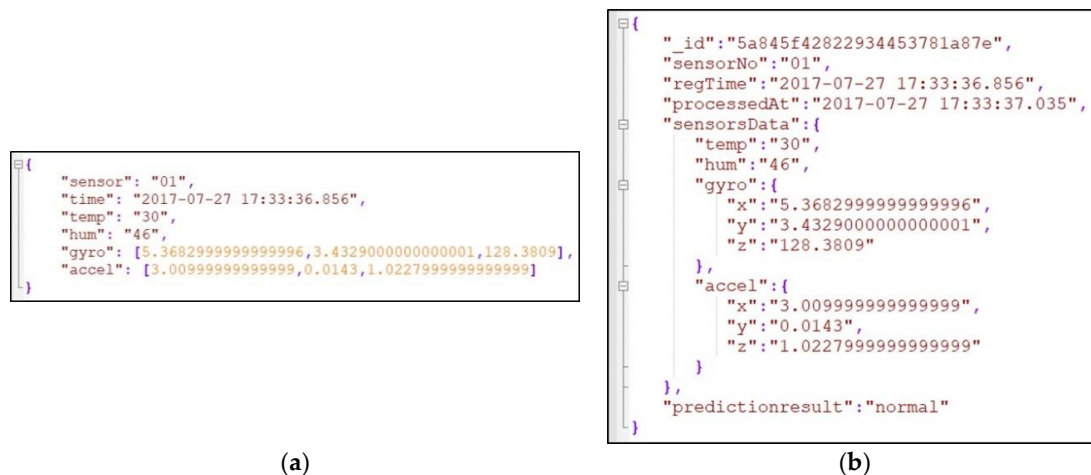 {
"sensor": "01",
"time": "2017-07-27 17:33:36.856",
"temp": "30",
"hum": "46",
"gyro": [5.3682999999999996,3.4329000000000001,128.3809],
"accel": [3.00999999999999,0.0143,1.0227999999999999]
}
(a)
{
"_id":"5a845f42822934453781a87e",
"sensorNo":"01",
"regTime":"2017-07-27 17:33:36.856",
"processedAt":"2017-07-27 17:33:37.035",
"sensorsData":{
"temp":"30",
"hum":"46",
"gyro":{
"x":"5.36829999999999996",
"y":"3.43290000000000001",
"z":"128.3809"
},
"accel":{
"x":"3.009999999999999",
"y":"0.0143",
"z":"1.0227999999999999"
}
},
"predictionresult":"normal"
}
(b)